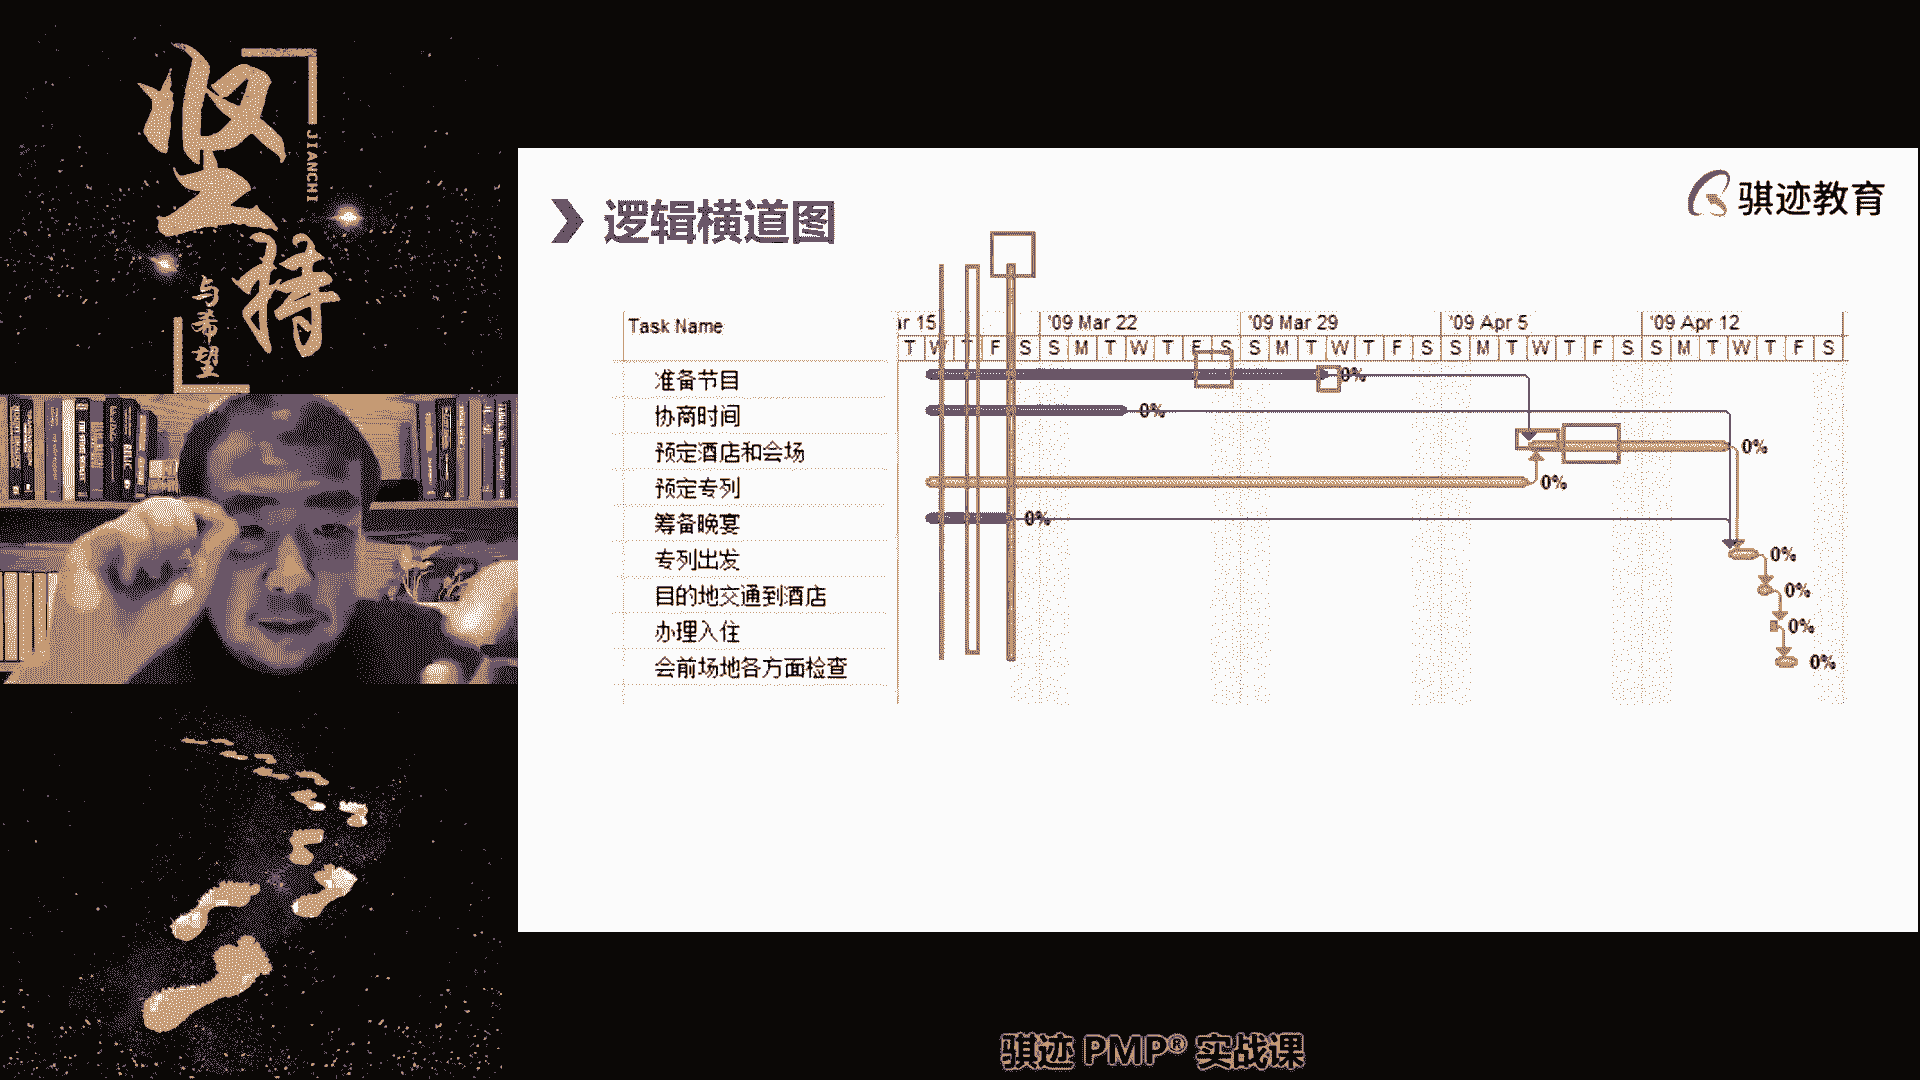 坚持
JIANCHI
与希望
逻辑横道图
骐迹教育
Task Name
ar 15 '09 Mar 22 '09 Mar 29 '09 Apr 5 '09 Apr 12
T W T F S S M T W T F S S M T W T F S S M T W T F S S M T W T F S
准备节目 0%
协商时间 0%
预定酒店和会场 0%
预定专列 0%
筹备晚宴 0%
专列出发 0%
目的地交通到酒店 0%
办理入住 0%
会前场地各方面检查 0%
骐迹 PMP® 实战课